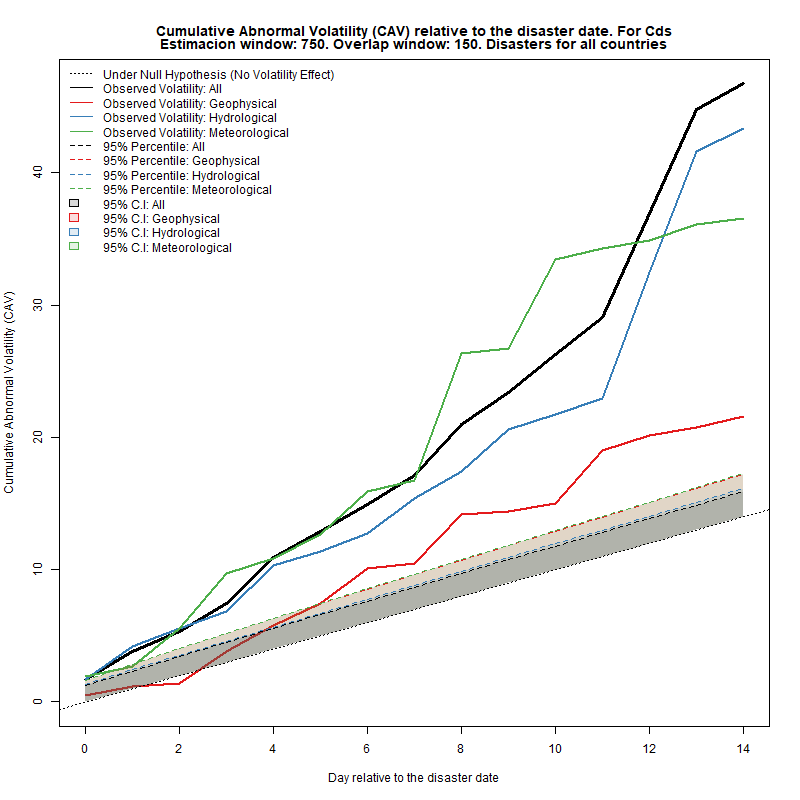 Cumulative Abnormal Volatility (CAV) relative to the disaster date. For Cds
Estimacion window: 750. Overlap window: 150. Disasters for all countries
Under Null Hypothesis (No Volatility Effect)
Observed Volatility: All
Observed Volatility: Geophysical
Observed Volatility: Hydrological
Observed Volatility: Meteorological
95% Percentile: All
95% Percentile: Geophysical
95% Percentile: Hydrological
95% Percentile: Meteorological
95% C.I: All
95% C.I: Geophysical
95% C.I: Hydrological
95% C.I: Meteorological
Cumulative Abnormal Volatility (CAV)
40
30
20
10
0
0 2 4 6 8 10 12 14
Day relative to the disaster date